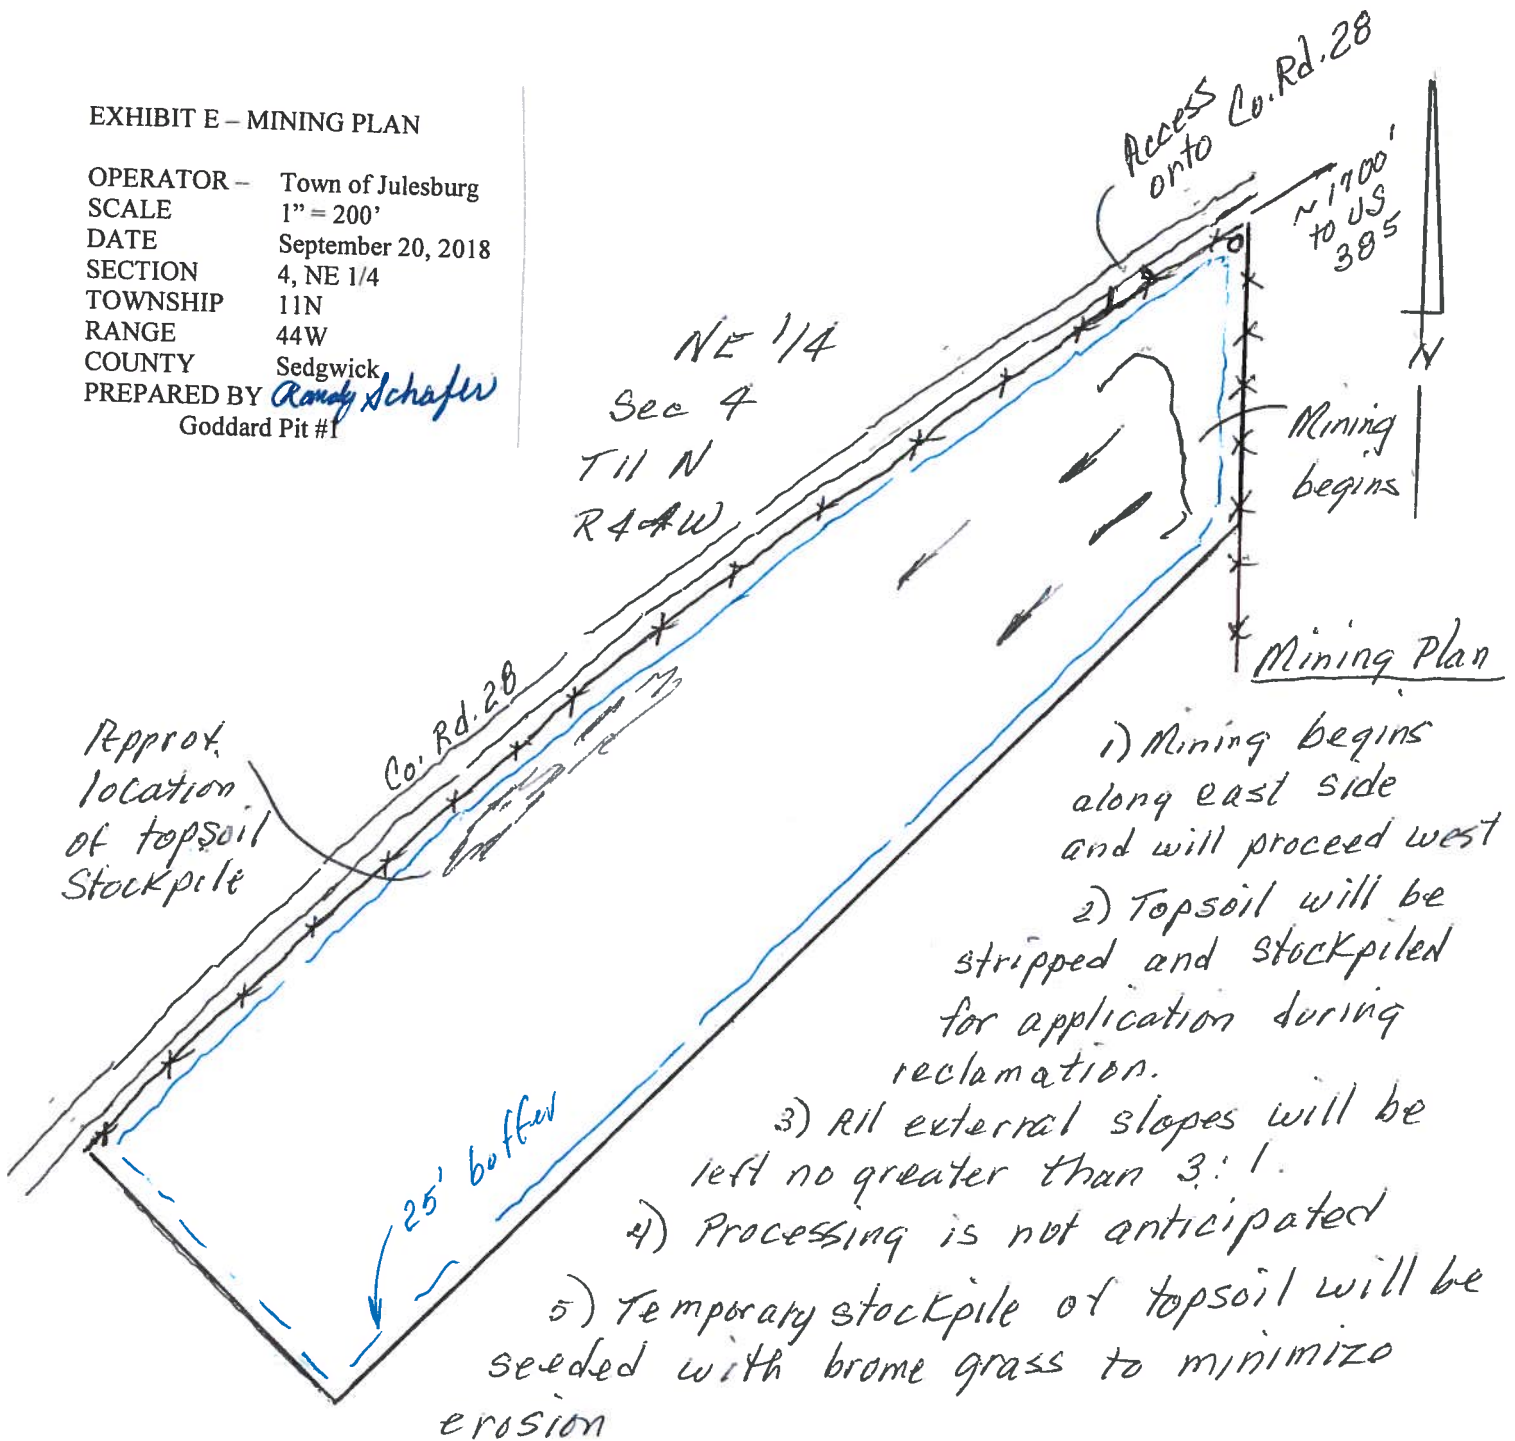 EXHIBIT E – MINING PLAN
OPERATOR – Town of Julesburg
SCALE 1" = 200'
DATE September 20, 2018
SECTION 4, NE 1/4
TOWNSHIP 11N
RANGE 44W
COUNTY Sedgwick
PREPARED BY Randy Schafer
Goddard Pit #1
Access
onto Co. Rd. 28
~ 1700'
to US
385
N
NE 1/4
Sec 4
T11 N
R44W
Mining
begins
Co. Rd. 28
Approx.
location
of topsoil
Stockpile
25' buffer
Mining Plan
1) Mining begins
along east side
and will proceed west
2) Topsoil will be
stripped and stockpiled
for application during
reclamation.
3) All external slopes will be
left no greater than 3:1.
4) Processing is not anticipated
5) Temporary stockpile of topsoil will be
seeded with brome grass to minimize
erosion